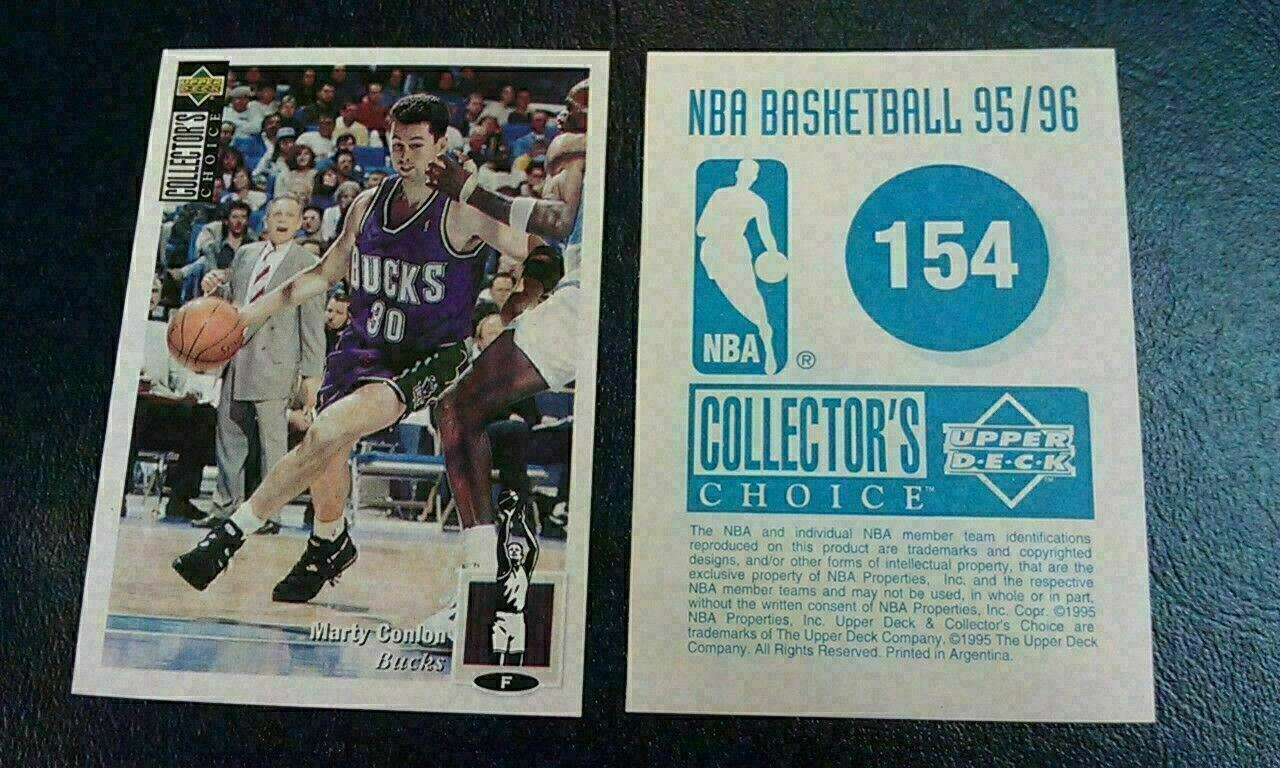 UPPER
DECK
COLLECTOR'S
CHOICE
BUCKS
30
Marty Conlon
Bucks
F
NBA BASKETBALL 95/96
154
NBA ®
COLLECTOR'S
CHOICE™
UPPER
D·E·C·K
The NBA and individual NBA member team identifications
reproduced on this product are trademarks and copyrighted
designs, and/or other forms of intellectual property, that are the
exclusive property of NBA Properties, Inc. and the respective
NBA member teams and may not be used, in whole or in part,
without the written consent of NBA Properties, Inc. Copr. ©1995
NBA Properties, Inc. Upper Deck & Collector's Choice are
trademarks of The Upper Deck Company. ©1995 The Upper Deck
Company. All Rights Reserved. Printed in Argentina.